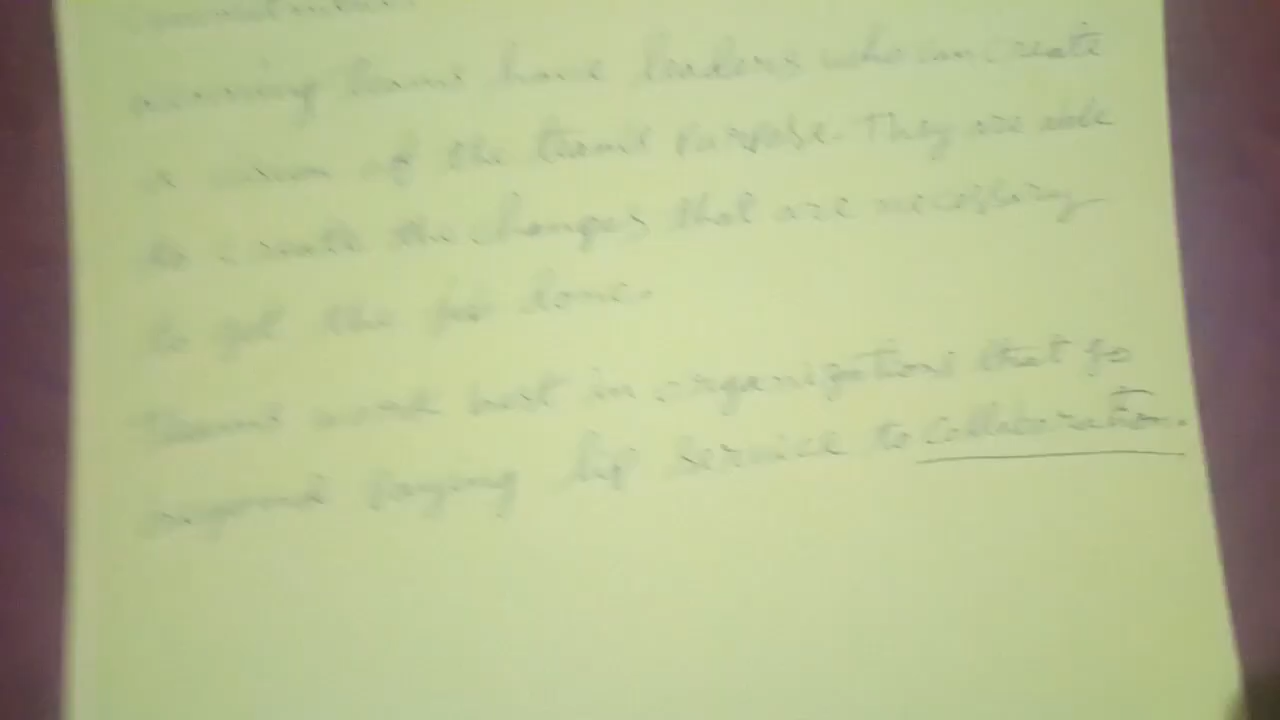 winning teams have leaders who can create
a vision of the team's purpose. They are able
to create the changes that are necessary
to get the job done.
Teams work best in organizations that go
beyond paying lip service to collaboration.